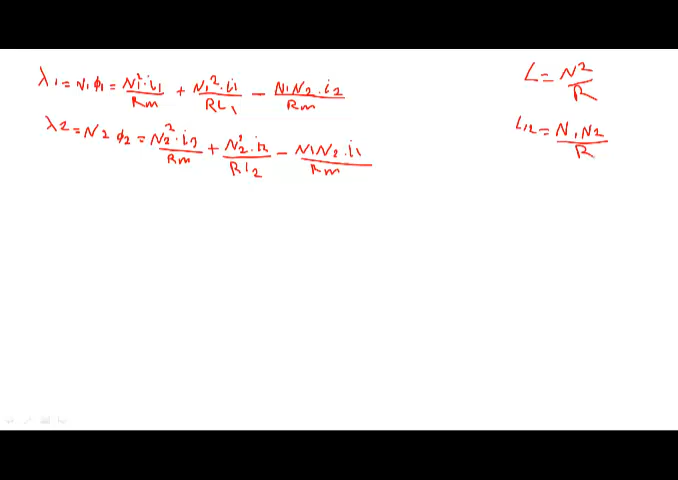 λ1 = N1 ϕ1 = N1²·i1/Rm + N1²·i1/RL1 − N1N2·i2/Rm
L = N²/R
λ2 = N2 ϕ2 = N2²·i2/Rm + N2²·i2/Rl2 − N1N2·i1/Rm
L12 = N1N2/R